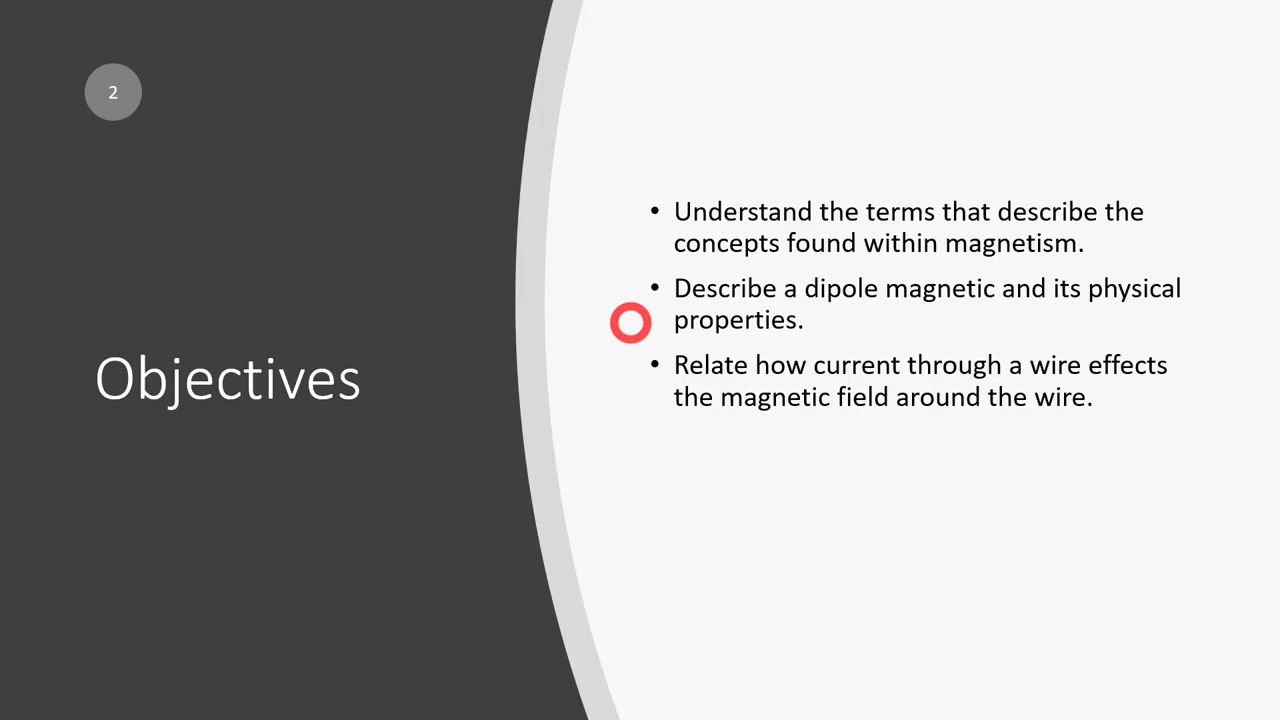 2
Objectives
• Understand the terms that describe the
concepts found within magnetism.
• Describe a dipole magnetic and its physical
properties.
• Relate how current through a wire effects
the magnetic field around the wire.